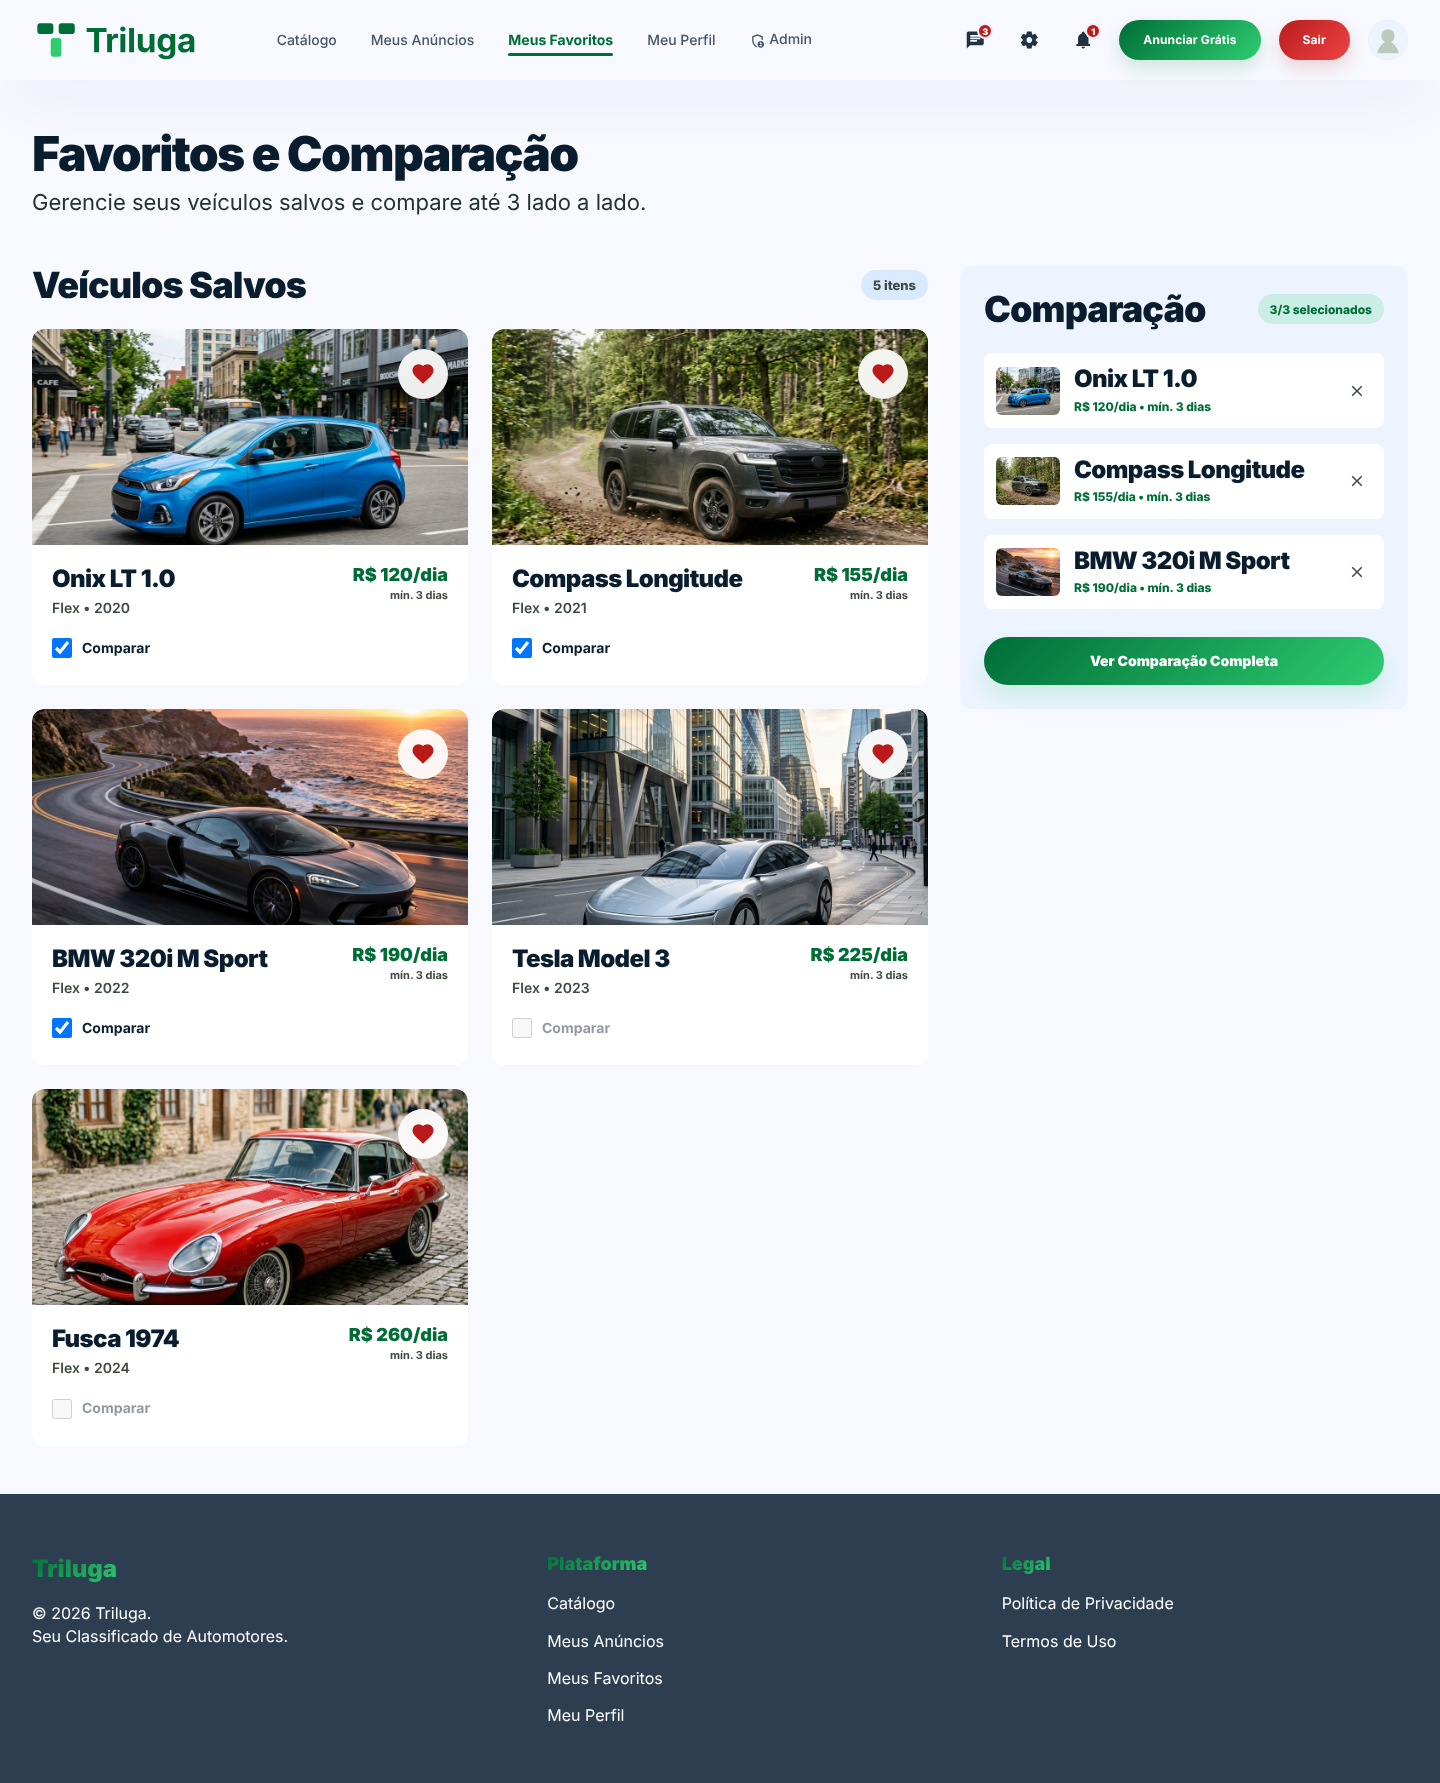 Triluga
Catálogo
Meus Anúncios
Meus Favoritos
Meu Perfil
Admin
3
1
Anunciar Grátis
Sair
Favoritos e Comparação
Gerencie seus veículos salvos e compare até 3 lado a lado.
Veículos Salvos
5 itens
CAFE
Onix LT 1.0
R$ 120/dia
mín. 3 dias
Flex • 2020
Comparar
Compass Longitude
R$ 155/dia
mín. 3 dias
Flex • 2021
Comparar
BMW 320i M Sport
R$ 190/dia
mín. 3 dias
Flex • 2022
Comparar
Tesla Model 3
R$ 225/dia
mín. 3 dias
Flex • 2023
Comparar
Fusca 1974
R$ 260/dia
mín. 3 dias
Flex • 2024
Comparar
Comparação
3/3 selecionados
Onix LT 1.0
R$ 120/dia • mín. 3 dias
Compass Longitude
R$ 155/dia • mín. 3 dias
BMW 320i M Sport
R$ 190/dia • mín. 3 dias
Ver Comparação Completa
Triluga
© 2026 Triluga.
Seu Classificado de Automotores.
Plataforma
Catálogo
Meus Anúncios
Meus Favoritos
Meu Perfil
Legal
Política de Privacidade
Termos de Uso